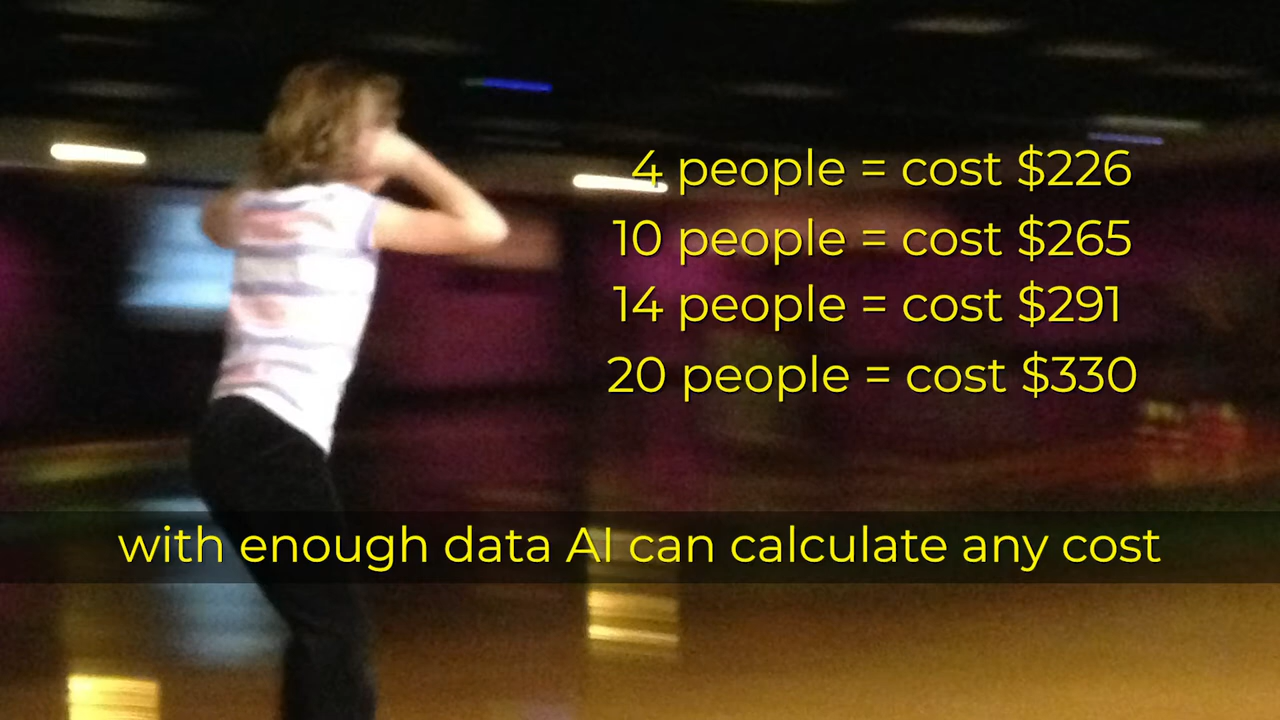 4 people = cost $226
10 people = cost $265
14 people = cost $291
20 people = cost $330
with enough data AI can calculate any cost